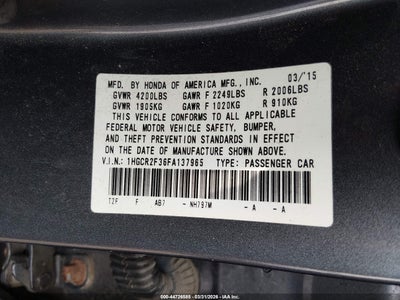 MFD. BY HONDA OF AMERICA MFG., INC. 03/'15
GVWR 4200LBS GAWR F 2249LBS R 2006LBS
GVWR 1905KG GAWR F 1020KG R 910KG
THIS VEHICLE CONFORMS TO ALL APPLICABLE
FEDERAL MOTOR VEHICLE SAFETY, BUMPER,
AND THEFT PREVENTION STANDARDS IN EFFECT
ON THE DATE OF MANUFACTURE SHOWN ABOVE.
V.I.N.: 1HGCR2F36FA137965 TYPE: PASSENGER CAR
T2F F AB7 - NH797M - A - A
000-44726585 - 03/31/2026 - IAA Inc.